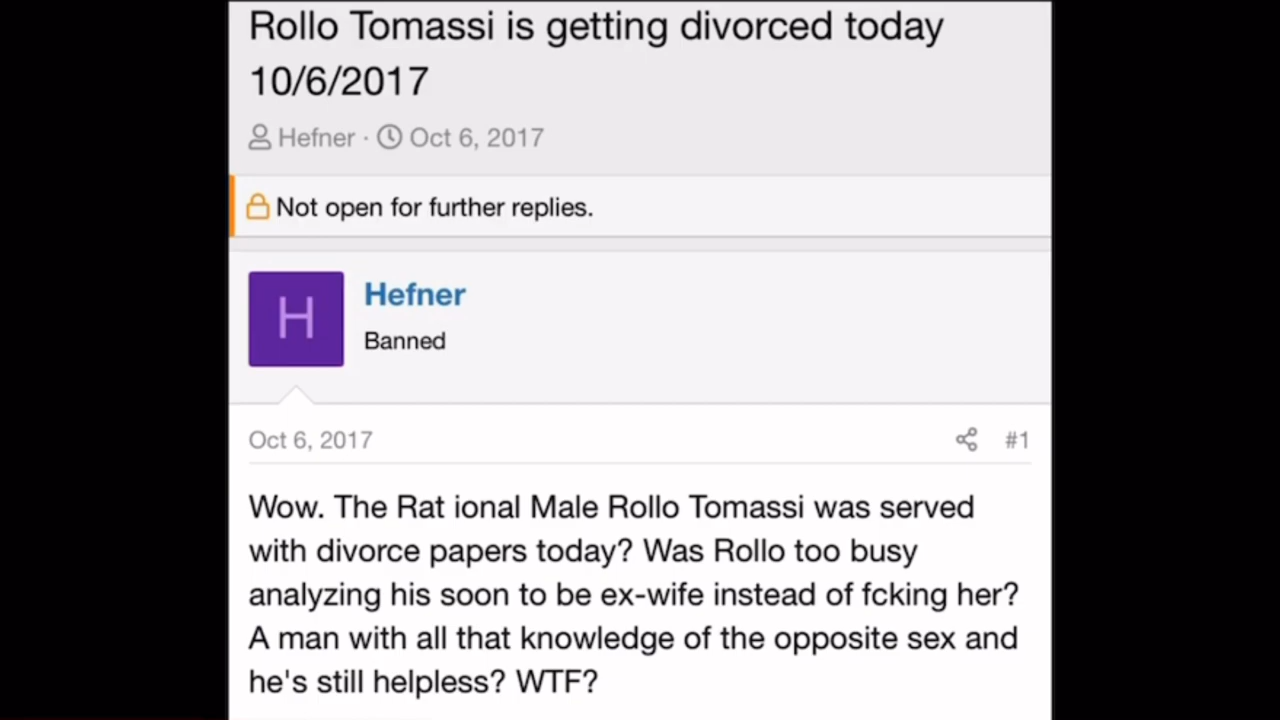 Rollo Tomassi is getting divorced today
10/6/2017
Hefner · Oct 6, 2017
Not open for further replies.
H
Hefner
Banned
Oct 6, 2017 #1
Wow. The Rat ional Male Rollo Tomassi was served
with divorce papers today? Was Rollo too busy
analyzing his soon to be ex-wife instead of fcking her?
A man with all that knowledge of the opposite sex and
he's still helpless? WTF?